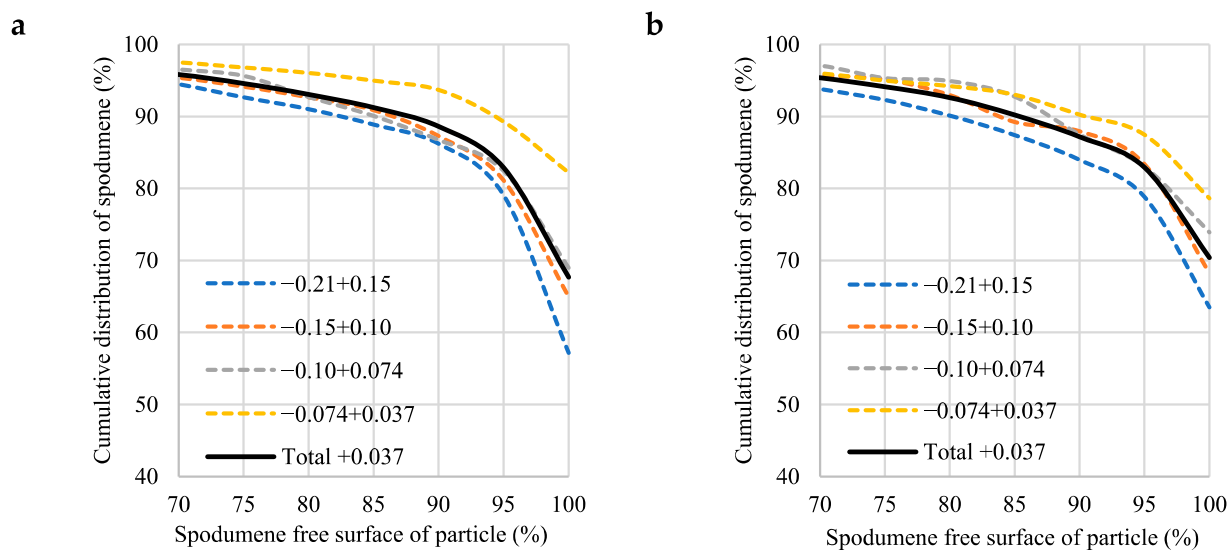 a
Cumulative distribution of spodumene (%)
100
90
80
70
60
50
40
−0.21+0.15
−0.15+0.10
−0.10+0.074
−0.074+0.037
Total +0.037
70 75 80 85 90 95 100
Spodumene free surface of particle (%)
b
Cumulative distribution of spodumene (%)
100
90
80
70
60
50
40
−0.21+0.15
−0.15+0.10
−0.10+0.074
−0.074+0.037
Total +0.037
70 75 80 85 90 95 100
Spodumene free surface of particle (%)